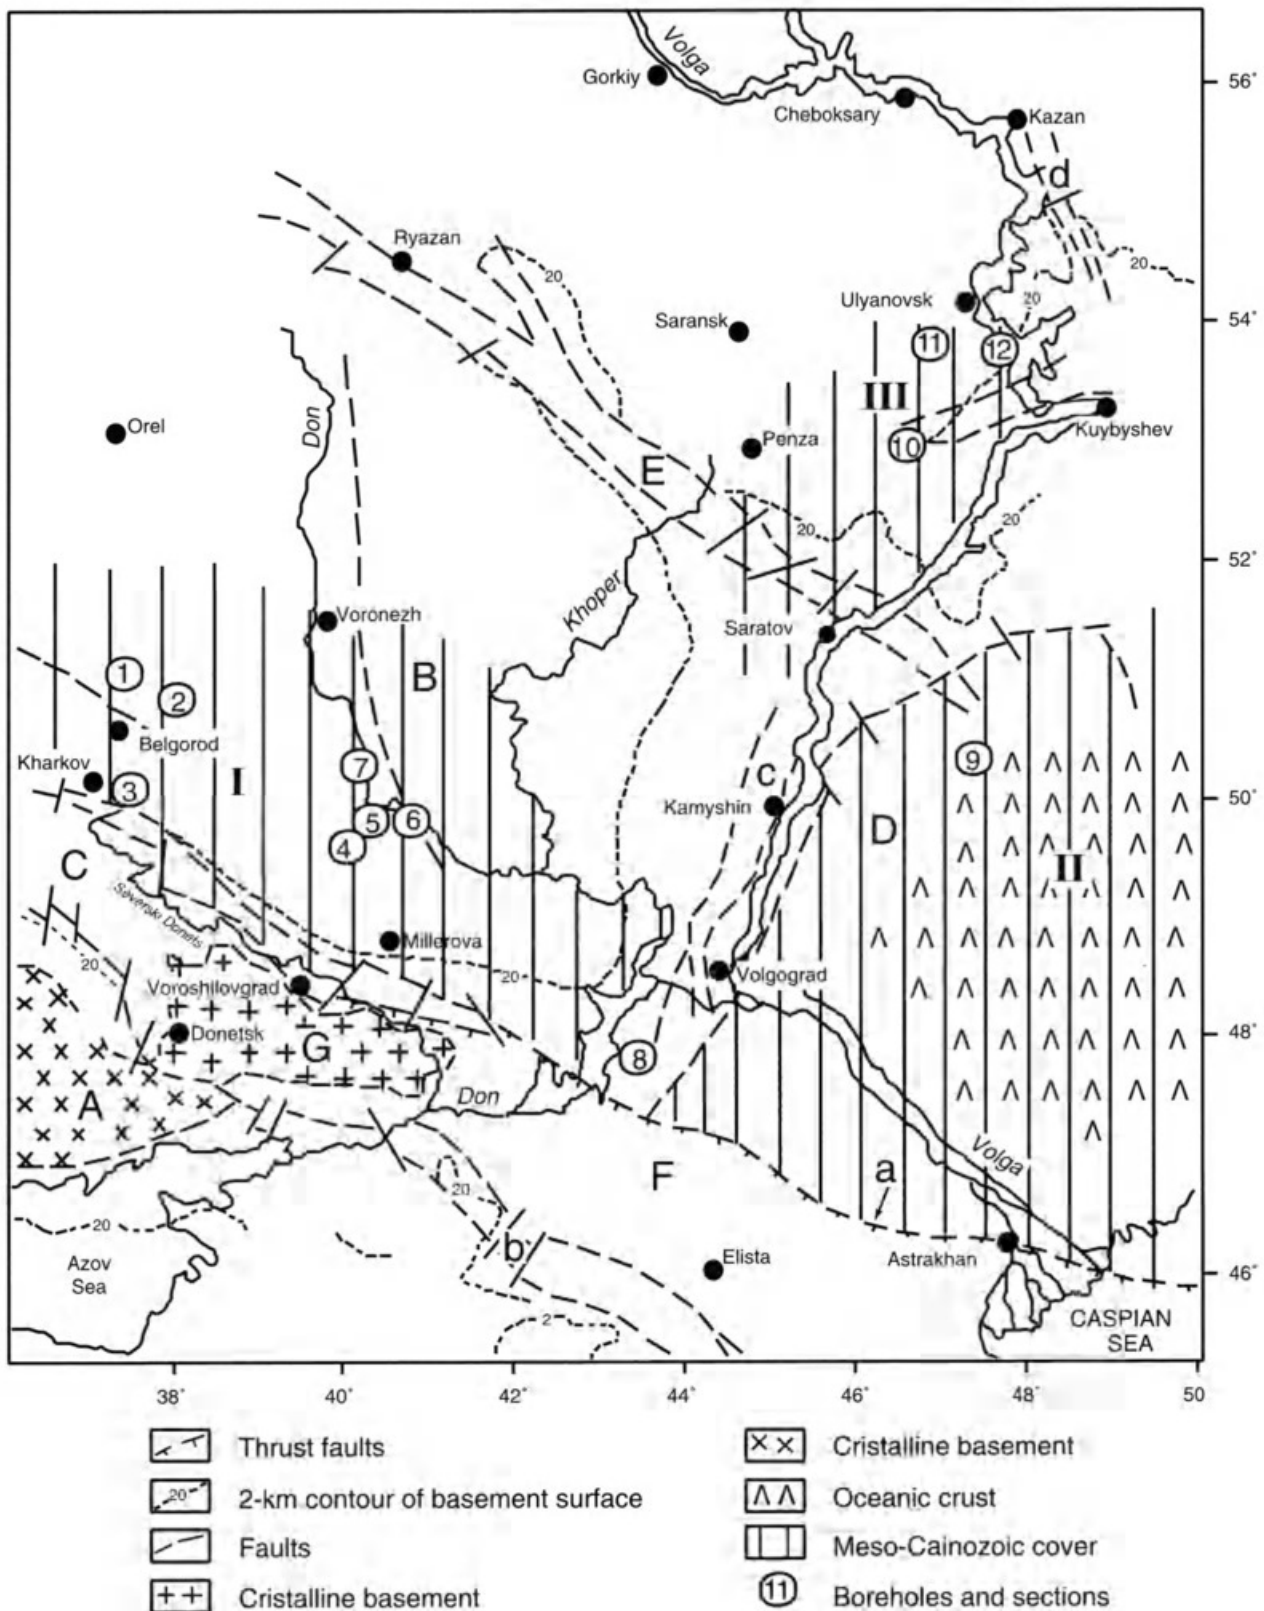 Volga
Gorkiy
56°
Cheboksary
Kazan
d
Ryazan
20
20
Ulyanovsk
20
54°
Saransk
11
12
III
Don
Orel
Penza
Kuybyshev
10
E
20
20
52°
Khoper
Voronezh
Saratov
B
1
2
Belgorod
Kharkov
I
7
9
3
c
Kamyshin
50°
5
6
D
4
C
II
Severski Donets
Millerova
20
20
Volgograd
Voroshilovgrad
Donetsk
G
48°
8
A
Don
Volga
F
a
20
20
b
Elista
Astrakhan
46°
Azov
Sea
2
CASPIAN
SEA
38°
40°
42°
44°
46°
48°
50
Thrust faults
20
2-km contour of basement surface
Faults
Cristalline basement
Cristalline basement
Oceanic crust
Meso-Cainozoic cover
11
Boreholes and sections